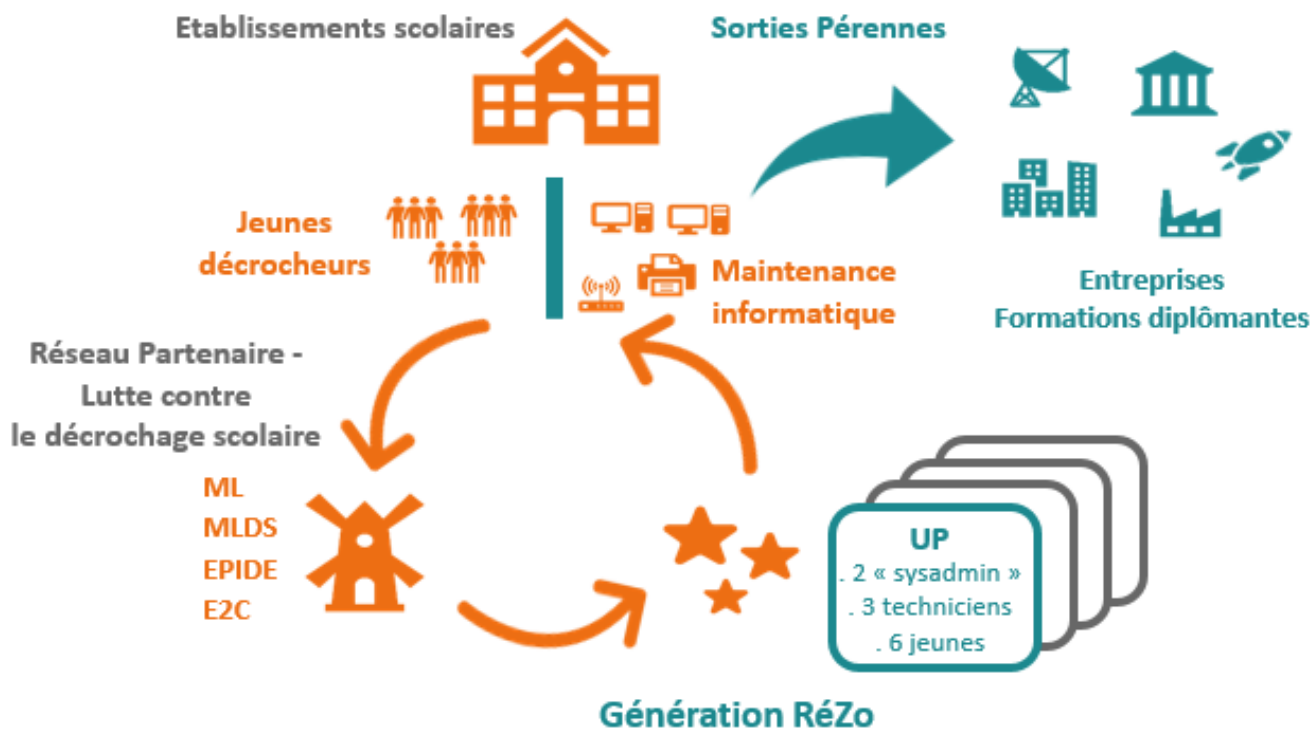 Etablissements scolaires
Sorties Pérennes
Jeunes
décrocheurs
Maintenance
informatique
Entreprises
Formations diplômantes
Réseau Partenaire -
Lutte contre
le décrochage scolaire
ML
MLDS
EPIDE
E2C
UP
. 2 « sysadmin »
. 3 techniciens
. 6 jeunes
Génération RéZo